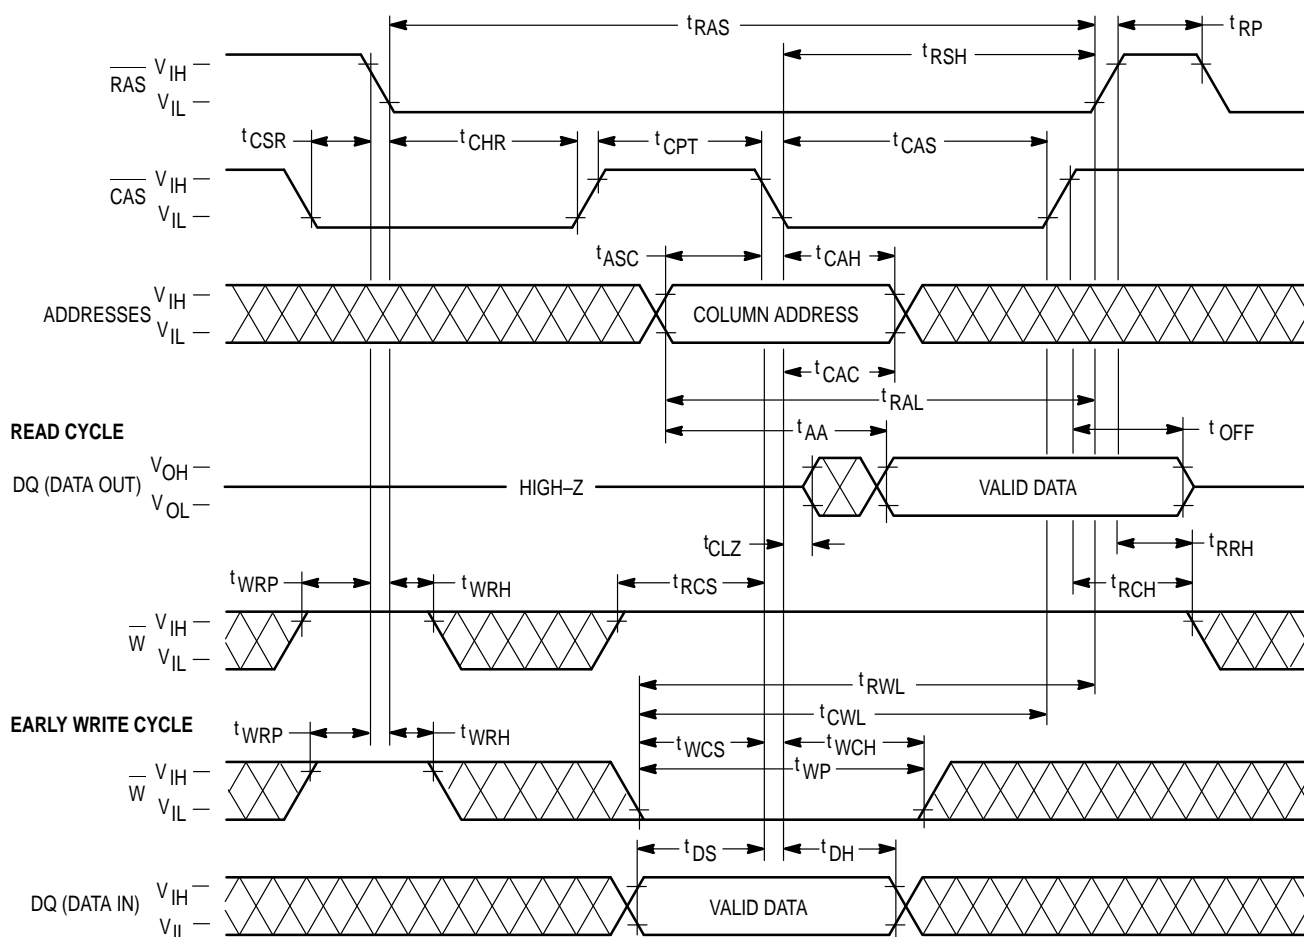 tRAS
tRP
tRSH
RAS VIH
VIL
tCSR
tCHR
tCPT
tCAS
CAS VIH
VIL
tASC
tCAH
ADDRESSES VIH
VIL
COLUMN ADDRESS
tCAC
tRAL
READ CYCLE
tAA
tOFF
DQ (DATA OUT) VOH
VOL
HIGH–Z
VALID DATA
tCLZ
tRRH
tWRP
tWRH
tRCS
tRCH
W VIH
VIL
tRWL
EARLY WRITE CYCLE
tCWL
tWRP
tWRH
tWCS
tWCH
tWP
W VIH
VIL
tDS
tDH
DQ (DATA IN) VIH
VIL
VALID DATA